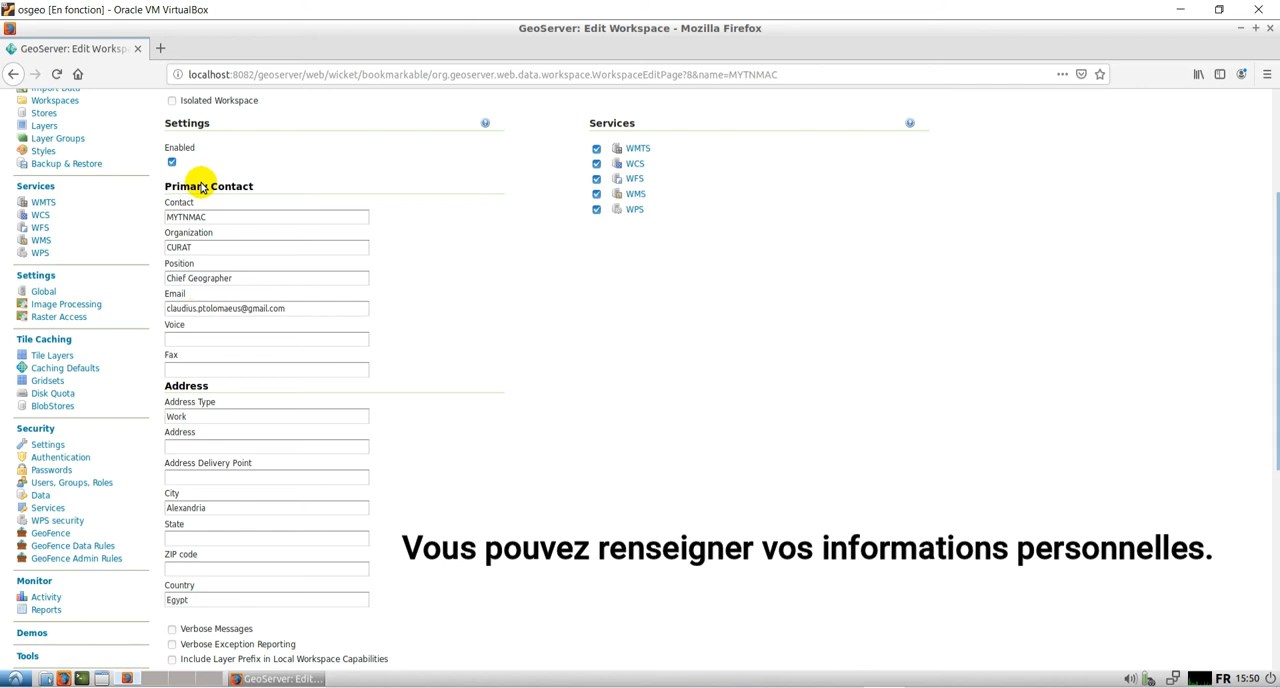 osgeo [En fonction] - Oracle VM VirtualBox
GeoServer: Edit Workspace - Mozilla Firefox
GeoServer: Edit Worksp
localhost:8082/geoserver/web/wicket/bookmarkable/org.geoserver.web.data.workspace.WorkspaceEditPage?8&name=MYTNMAC
Import Data
Workspaces
Stores
Layers
Layer Groups
Styles
Backup & Restore
Services
WMTS
WCS
WFS
WMS
WPS
Settings
Global
Image Processing
Raster Access
Tile Caching
Tile Layers
Caching Defaults
Gridsets
Disk Quota
BlobStores
Security
Settings
Authentication
Passwords
Users, Groups, Roles
Data
Services
WPS security
GeoFence
GeoFence Data Rules
GeoFence Admin Rules
Monitor
Activity
Reports
Demos
Tools
Isolated Workspace
Settings
Enabled
Primary Contact
Contact
MYTNMAC
Organization
CURAT
Position
Chief Geographer
Email
claudius.ptolomaeus@gmail.com
Voice
Fax
Address
Address Type
Work
Address
Address Delivery Point
City
Alexandria
State
ZIP code
Country
Egypt
Verbose Messages
Verbose Exception Reporting
Include Layer Prefix in Local Workspace Capabilities
Services
WMTS
WCS
WFS
WMS
WPS
Vous pouvez renseigner vos informations personnelles.
GeoServer: Edit...
FR 15:50